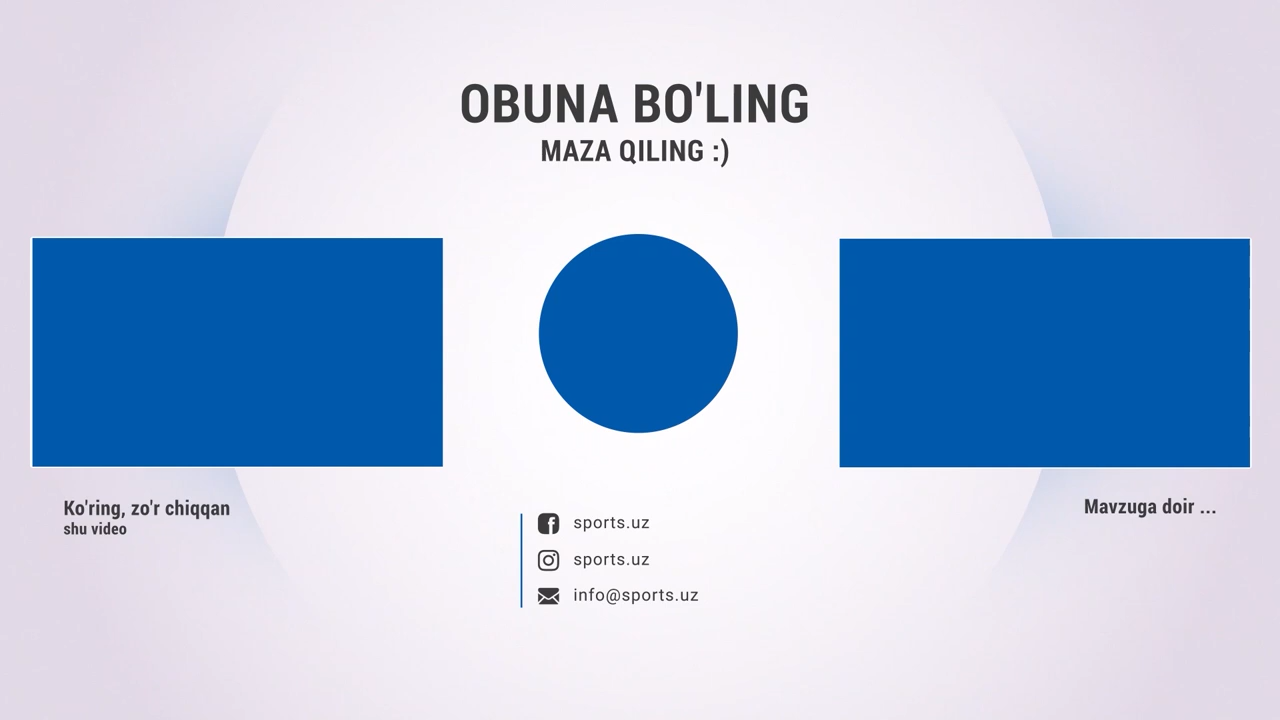 OBUNA BO'LING
MAZA QILING :)
Ko'ring, zo'r chiqqan
shu video
Mavzuga doir ...
sports.uz
sports.uz
info@sports.uz